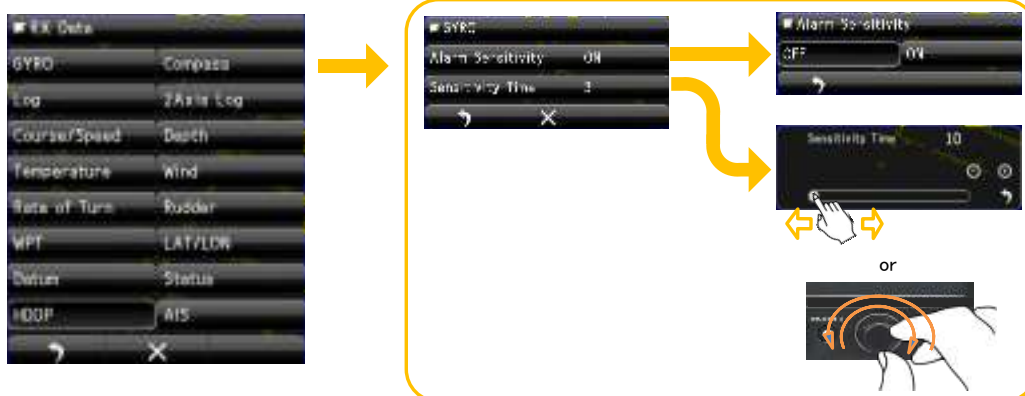 RX Data
GYRO Compass
Log 2Axis Log
Course/Speed Depth
Temperature Wind
Rate of Turn Rudder
WPT LAT/LON
Datum Status
HDOP AIS
GYRO
Alarm Sensitivity ON
Sensitivity Time 3
Alarm Sensitivity
OFF ON
Sensitivity Time 10
or